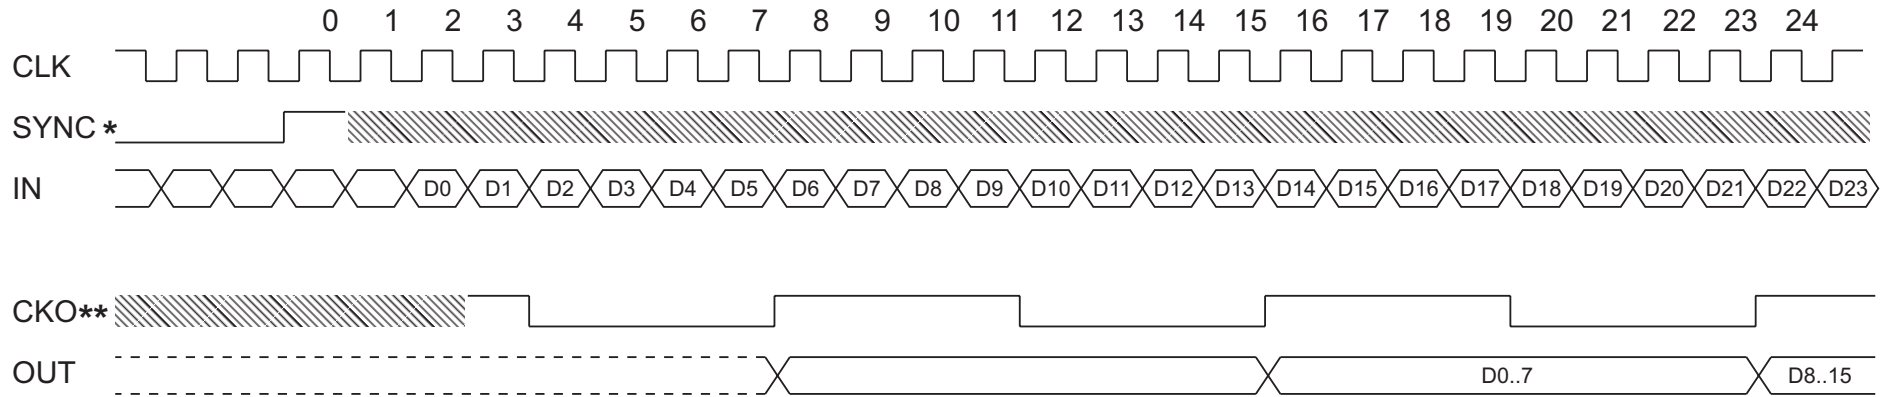 0 1 2 3 4 5 6 7 8 9 10 11 12 13 14 15 16 17 18 19 20 21 22 23 24
CLK
SYNC *
IN D0 D1 D2 D3 D4 D5 D6 D7 D8 D9 D10 D11 D12 D13 D14 D15 D16 D17 D18 D19 D20 D21 D22 D23
CKO**
OUT D0..7 D8..15